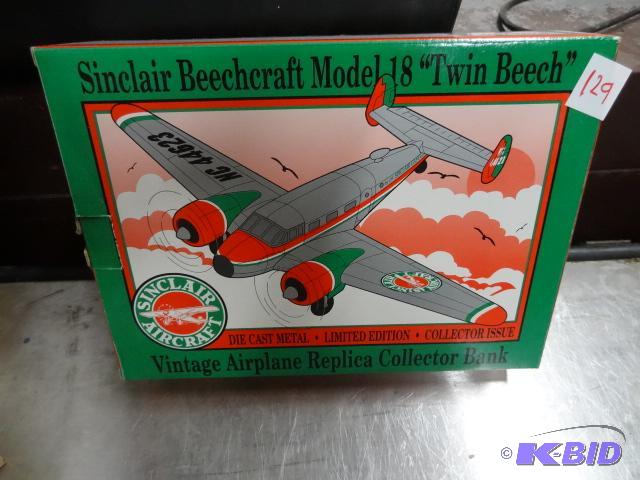 Sinclair Beechcraft Model 18 "Twin Beech"
129
NC 44623
SINCLAIR
AIRCRAFT
DIE CAST METAL • LIMITED EDITION • COLLECTOR ISSUE
Vintage Airplane Replica Collector Bank
© K-BID